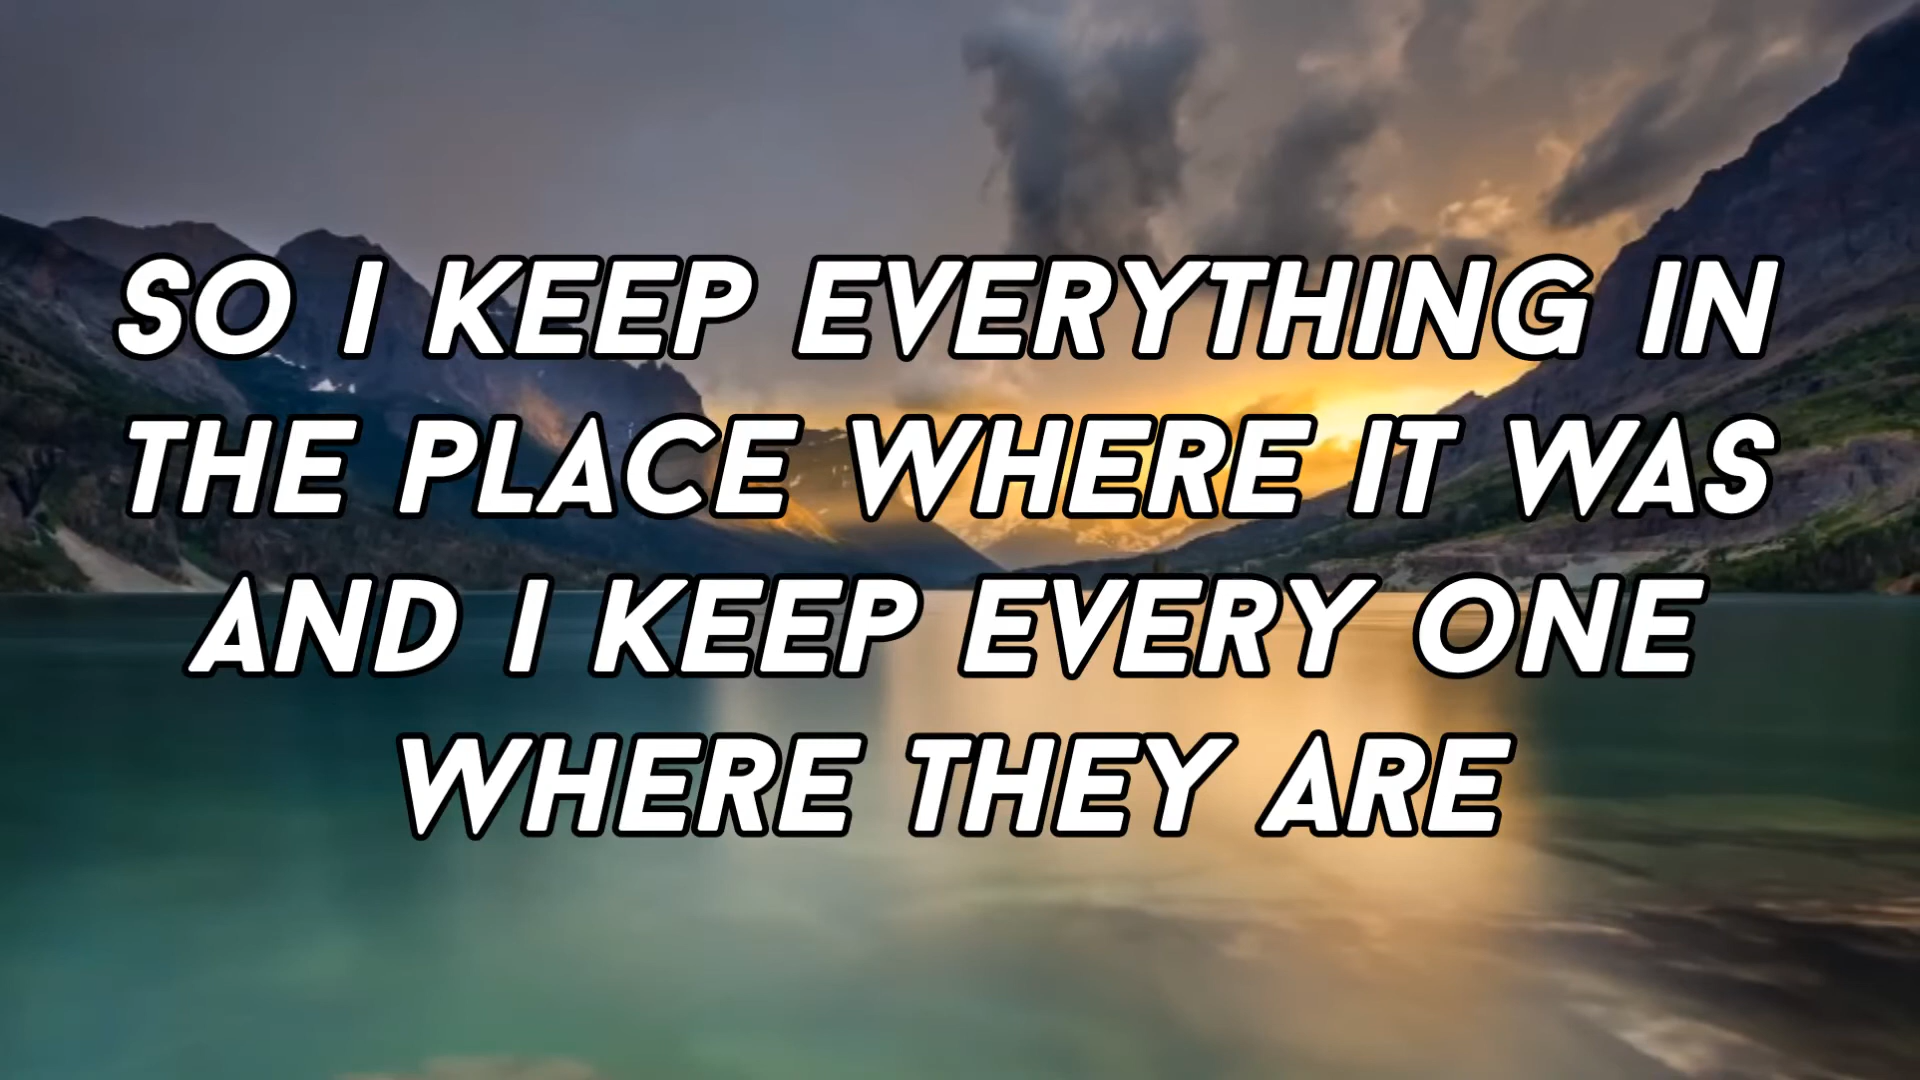 SO I KEEP EVERYTHING IN
THE PLACE WHERE IT WAS
AND I KEEP EVERY ONE
WHERE THEY ARE